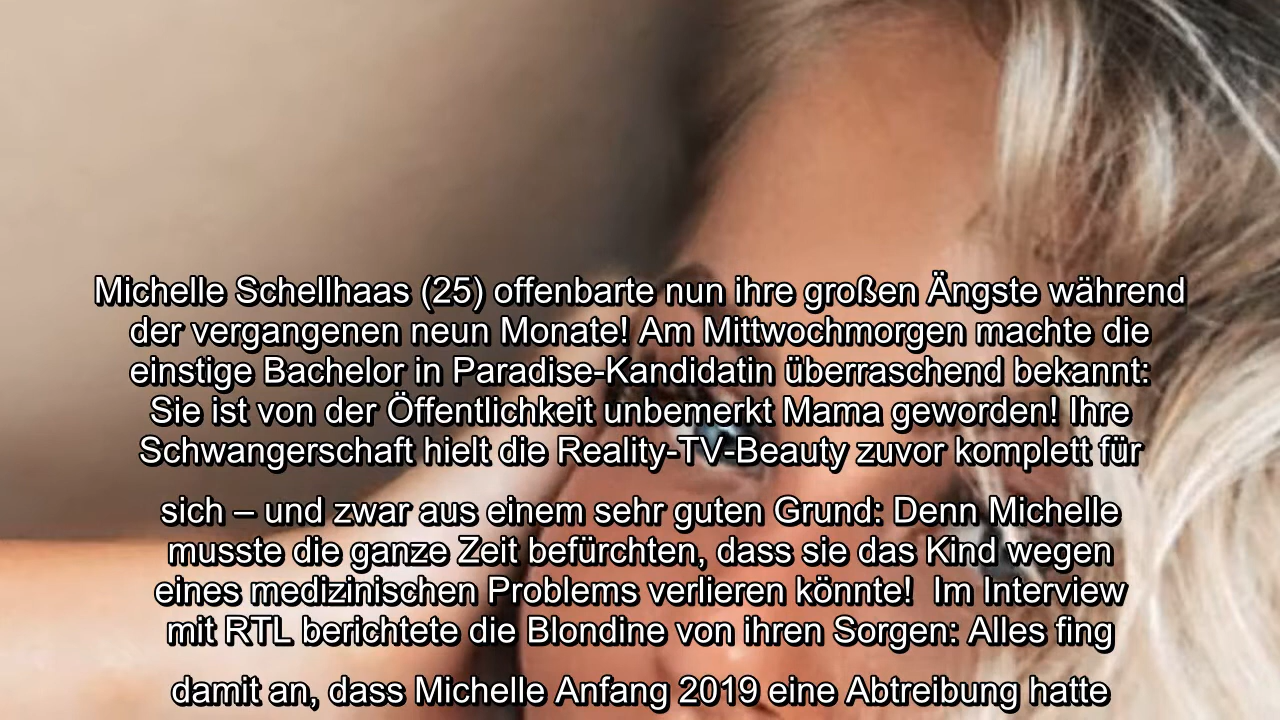 Michelle Schellhaas (25) offenbarte nun ihre großen Ängste während
der vergangenen neun Monate! Am Mittwochmorgen machte die
einstige Bachelor in Paradise-Kandidatin überraschend bekannt:
Sie ist von der Öffentlichkeit unbemerkt Mama geworden! Ihre
Schwangerschaft hielt die Reality-TV-Beauty zuvor komplett für
sich – und zwar aus einem sehr guten Grund: Denn Michelle
musste die ganze Zeit befürchten, dass sie das Kind wegen
eines medizinischen Problems verlieren könnte!  Im Interview
mit RTL berichtete die Blondine von ihren Sorgen: Alles fing
damit an, dass Michelle Anfang 2019 eine Abtreibung hatte